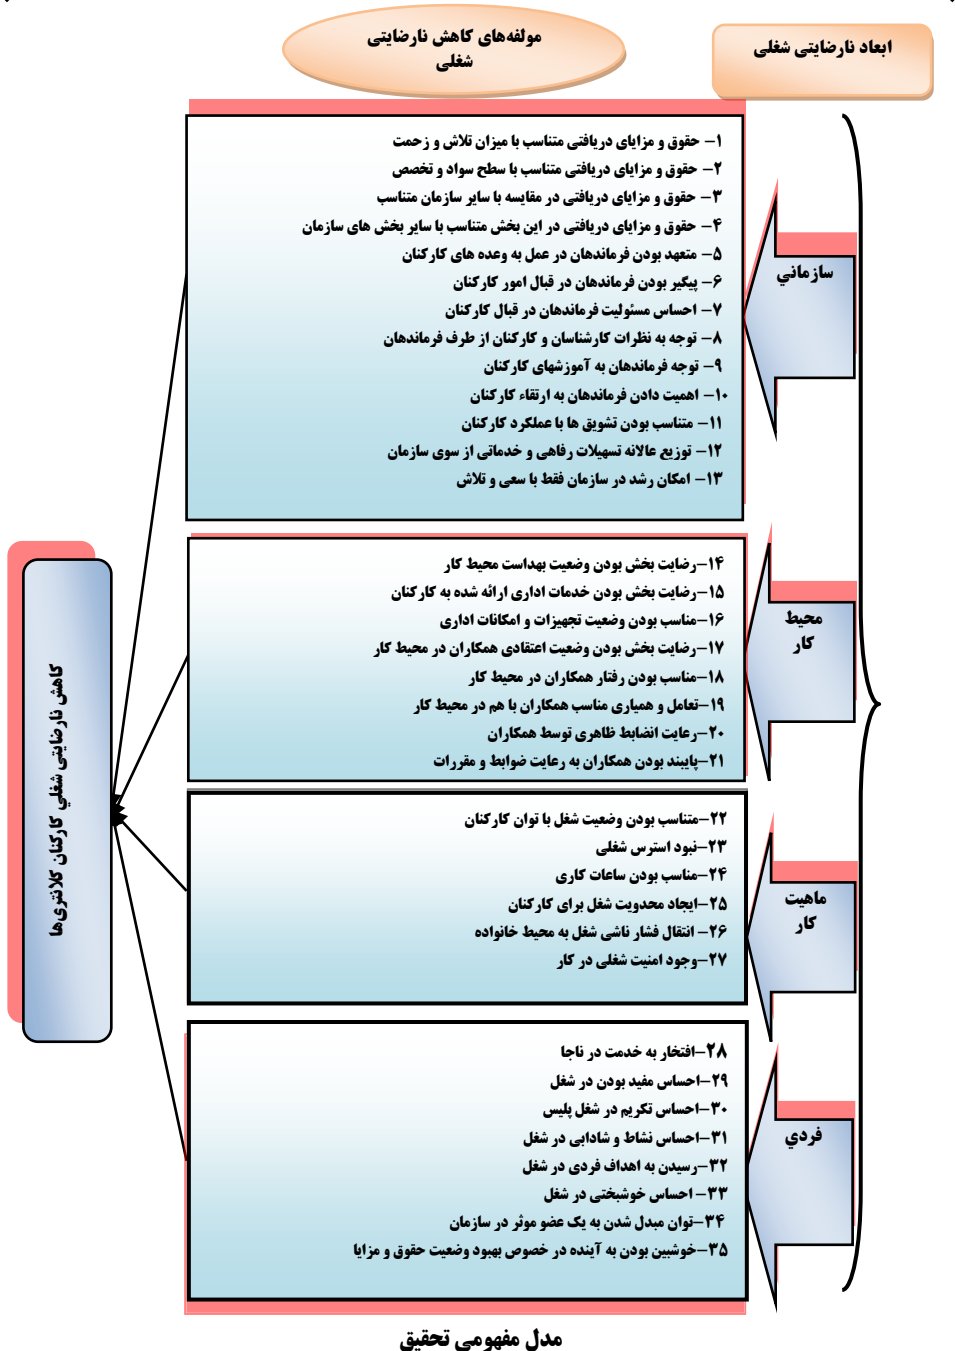 ابعاد نارضایتی شغلی
مولفه‌های کاهش نارضایتی
شغلی
سازماني
۱- حقوق و مزایای دریافتی متناسب با میزان تلاش و زحمت
۲- حقوق و مزایای دریافتی متناسب با سطح سواد و تخصص
۳- حقوق و مزایای دریافتی در مقایسه با سایر سازمان متناسب
۴- حقوق و مزایای دریافتی در این بخش متناسب با سایر بخش های سازمان
۵- متعهد بودن فرماندهان در عمل به وعده های کارکنان
۶- پیگیر بودن فرماندهان در قبال امور کارکنان
۷- احساس مسئولیت فرماندهان در قبال کارکنان
۸- توجه به نظرات کارشناسان و کارکنان از طرف فرماندهان
۹- توجه فرماندهان به آموزشهای کارکنان
۱۰- اهمیت دادن فرماندهان به ارتقاء کارکنان
۱۱- متناسب بودن تشویق ها با عملکرد کارکنان
۱۲- توزیع عالانه تسهیلات رفاهی و خدماتی از سوی سازمان
۱۳- امکان رشد در سازمان فقط با سعی و تلاش
محیط
کار
۱۴-رضایت بخش بودن وضعیت بهداست محیط کار
۱۵-رضایت بخش بودن خدمات اداری ارائه شده به کارکنان
۱۶-مناسب بودن وضعیت تجهیزات و امکانات اداری
۱۷-رضایت بخش بودن وضعیت اعتقادی همکاران در محیط کار
۱۸-مناسب بودن رفتار همکاران در محیط کار
۱۹-تعامل و همیاری مناسب همکاران با هم در محیط کار
۲۰-رعایت انضابط ظاهری توسط همکاران
۲۱-پایبند بودن همکاران به رعایت ضوابط و مقررات
ماهیت
کار
۲۲-متناسب بودن وضعیت شغل با توان کارکنان
۲۳-نبود استرس شغلی
۲۴-مناسب بودن ساعات کاری
۲۵-ایجاد محدویت شغل برای کارکنان
۲۶- انتقال فشار ناشی شغل به محیط خانواده
۲۷-وجود امنیت شغلی در کار
فردي
۲۸-افتخار به خدمت در ناجا
۲۹-احساس مفید بودن در شغل
۳۰-احساس تکریم در شغل پلیس
۳۱-احساس نشاط و شادابی در شغل
۳۲-رسیدن به اهداف فردی در شغل
۳۳- احساس خوشبختی در شغل
۳۴-توان مبدل شدن به یک عضو موثر در سازمان
۳۵-خوشبین بودن به آینده در خصوص بهبود وضعیت حقوق و مزایا
کاهش نارضایتی شغلي کارکنان کلانتری‌ها
مدل مفهومی تحقیق